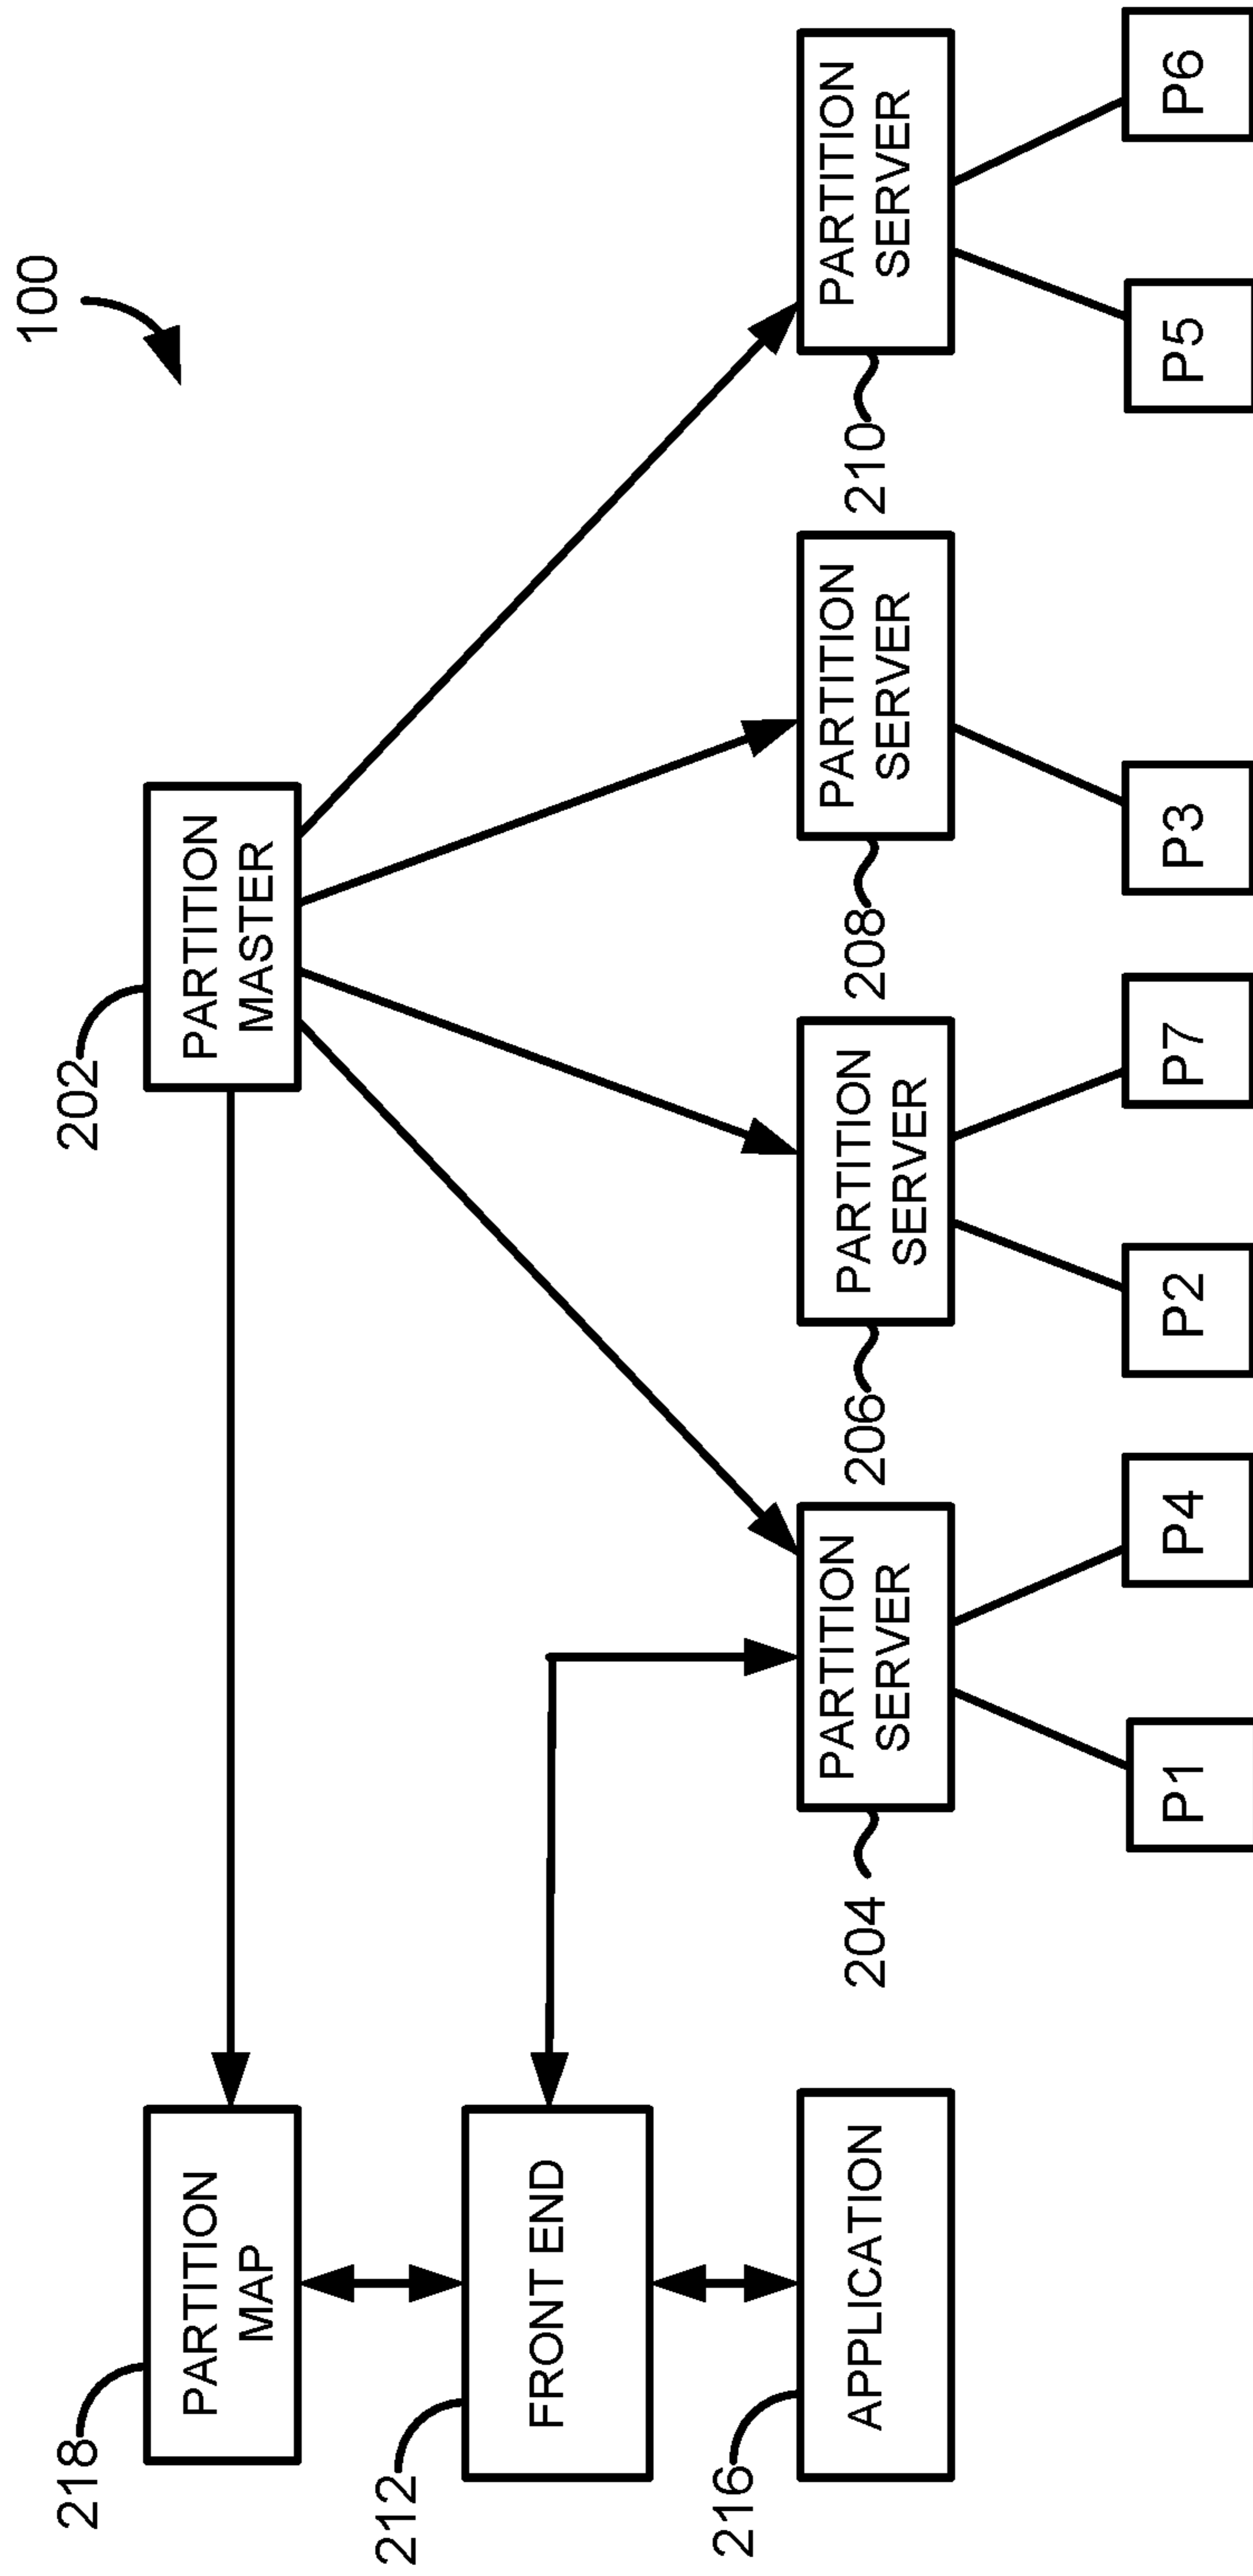 100
202
PARTITION
MASTER
218
PARTITION
MAP
212
FRONT END
216
APPLICATION
204
PARTITION
SERVER
206
PARTITION
SERVER
208
PARTITION
SERVER
210
PARTITION
SERVER
P1
P4
P2
P7
P3
P5
P6